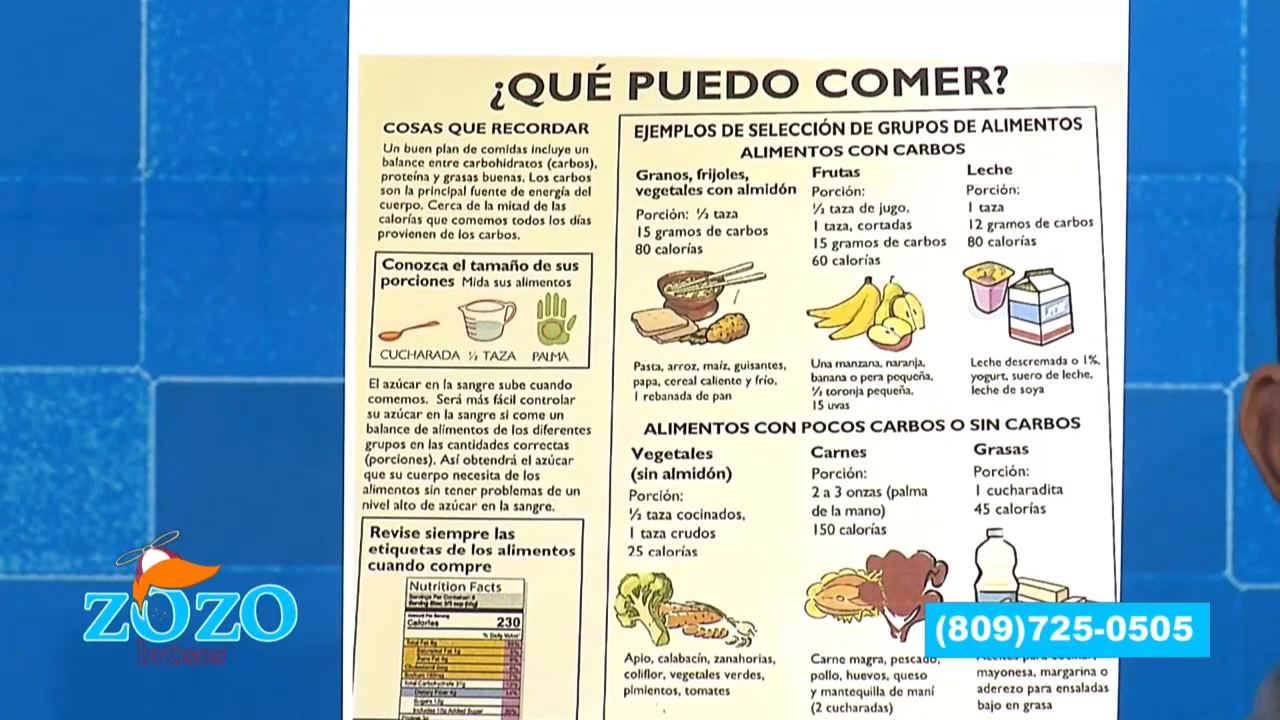 ¿QUÉ PUEDO COMER?
COSAS QUE RECORDAR
Un buen plan de comidas incluye un
balance entre carbohidratos (carbos),
proteína y grasas buenas. Los carbos
son la principal fuente de energía del
cuerpo. Cerca de la mitad de las
calorías que comemos todos los días
provienen de los carbos.
Conozca el tamaño de sus
porciones Mida sus alimentos
CUCHARADA ½ TAZA PALMA
El azúcar en la sangre sube cuando
comemos. Será más fácil controlar
su azúcar en la sangre si come un
balance de alimentos de los diferentes
grupos en las cantidades correctas
(porciones). Así obtendrá el azúcar
que su cuerpo necesita de los
alimentos sin tener problemas de un
nivel alto de azúcar en la sangre.
Revise siempre las
etiquetas de los alimentos
cuando compre
Nutrition Facts
Calories 230
% Daily Value
EJEMPLOS DE SELECCIÓN DE GRUPOS DE ALIMENTOS
ALIMENTOS CON CARBOS
Granos, frijoles,
vegetales con almidón
Porción: ½ taza
15 gramos de carbos
80 calorías
Pasta, arroz, maíz, guisantes,
papa, cereal caliente y frío,
1 rebanada de pan
Frutas
Porción:
½ taza de jugo,
1 taza, cortadas
15 gramos de carbos
60 calorías
Una manzana, naranja,
banana o pera pequeña,
½ toronja pequeña,
15 uvas
Leche
Porción:
1 taza
12 gramos de carbos
80 calorías
Leche descremada o 1%,
yogurt, suero de leche,
leche de soya
ALIMENTOS CON POCOS CARBOS O SIN CARBOS
Vegetales
(sin almidón)
Porción:
½ taza cocinados,
1 taza crudos
25 calorías
Apio, calabacín, zanahorias,
coliflor, vegetales verdes,
pimientos, tomates
Carnes
Porción:
2 a 3 onzas (palma
de la mano)
150 calorías
Carne magra, pescado,
pollo, huevos, queso
y mantequilla de maní
(2 cucharadas)
Grasas
Porción:
1 cucharadita
45 calorías
mayonesa, margarina o
aderezo para ensaladas
bajo en grasa
ZOZO
brosos
(809)725-0505